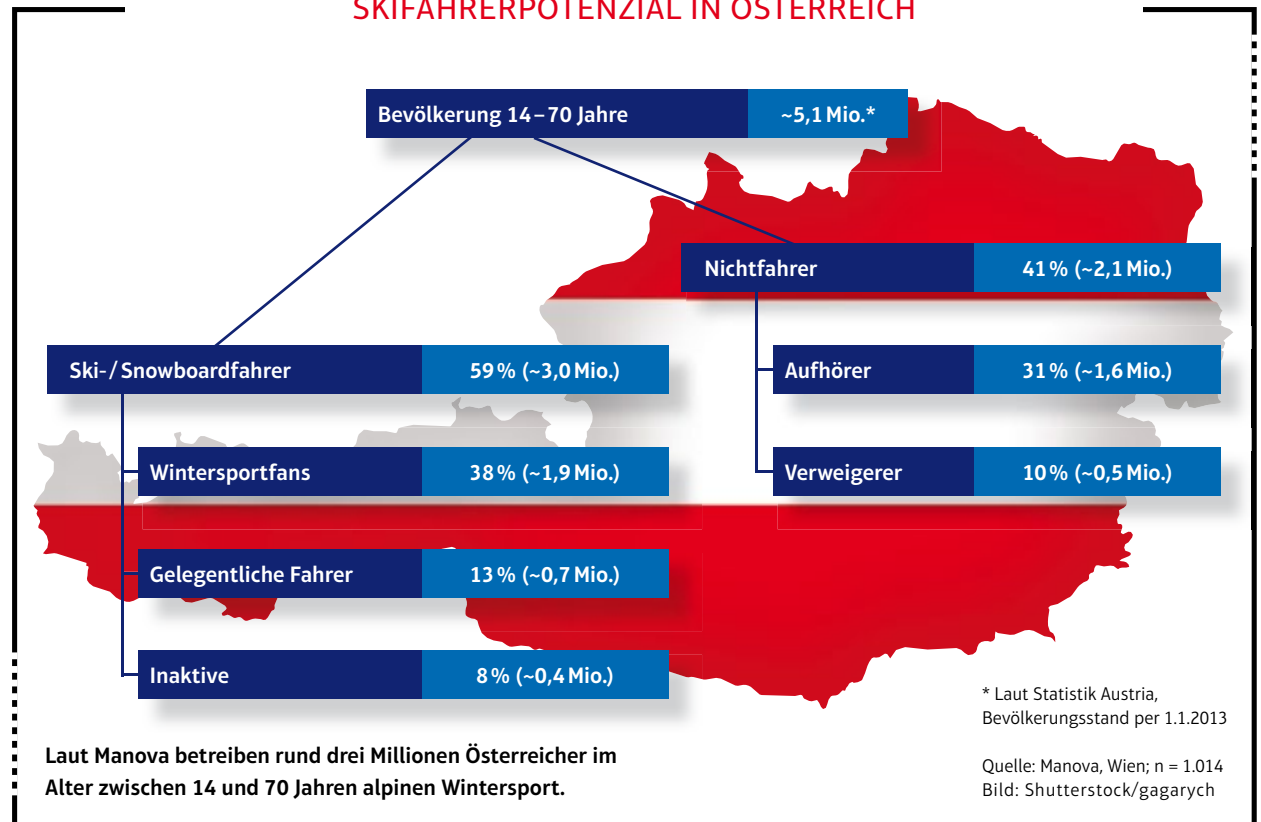 SKIFAHRERPOTENZIAL IN ÖSTERREICH
Bevölkerung 14–70 Jahre ~5,1 Mio.*
Nichtfahrer 41 % (~2,1 Mio.)
Ski-/Snowboardfahrer 59 % (~3,0 Mio.)
Aufhörer 31 % (~1,6 Mio.)
Wintersportfans 38 % (~1,9 Mio.)
Verweigerer 10 % (~0,5 Mio.)
Gelegentliche Fahrer 13 % (~0,7 Mio.)
Inaktive 8 % (~0,4 Mio.)
* Laut Statistik Austria,
Bevölkerungsstand per 1.1.2013
Laut Manova betreiben rund drei Millionen Österreicher im
Alter zwischen 14 und 70 Jahren alpinen Wintersport.
Quelle: Manova, Wien; n = 1.014
Bild: Shutterstock/gagarych